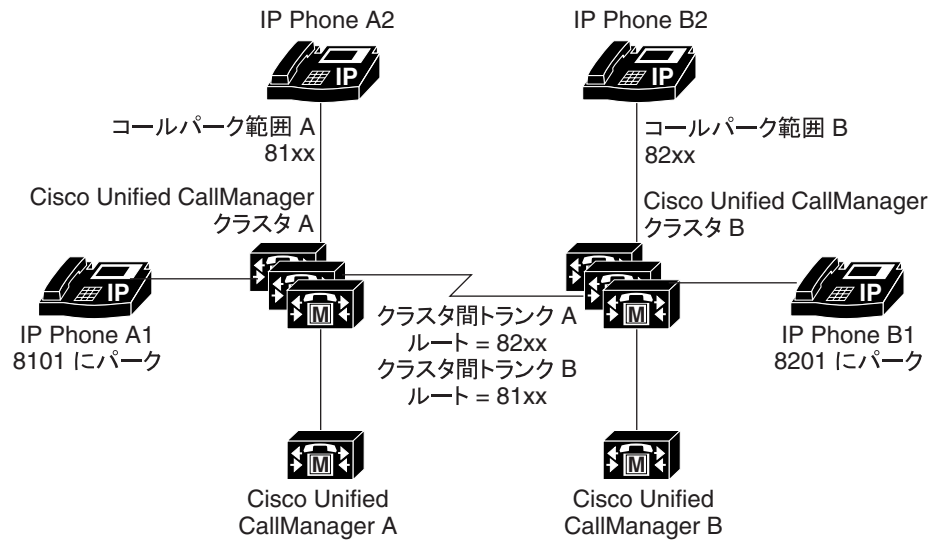 IP Phone A2
IP Phone B2
IP
IP
コールパーク範囲 A
81xx
コールパーク範囲 B
82xx
Cisco Unified CallManager
クラスタ A
Cisco Unified CallManager
クラスタ B
IP
IP
M
M
IP Phone A1
8101 にパーク
クラスタ間トランク A
ルート = 82xx
クラスタ間トランク B
ルート = 81xx
IP Phone B1
8201 にパーク
M
M
Cisco Unified
CallManager A
Cisco Unified
CallManager B